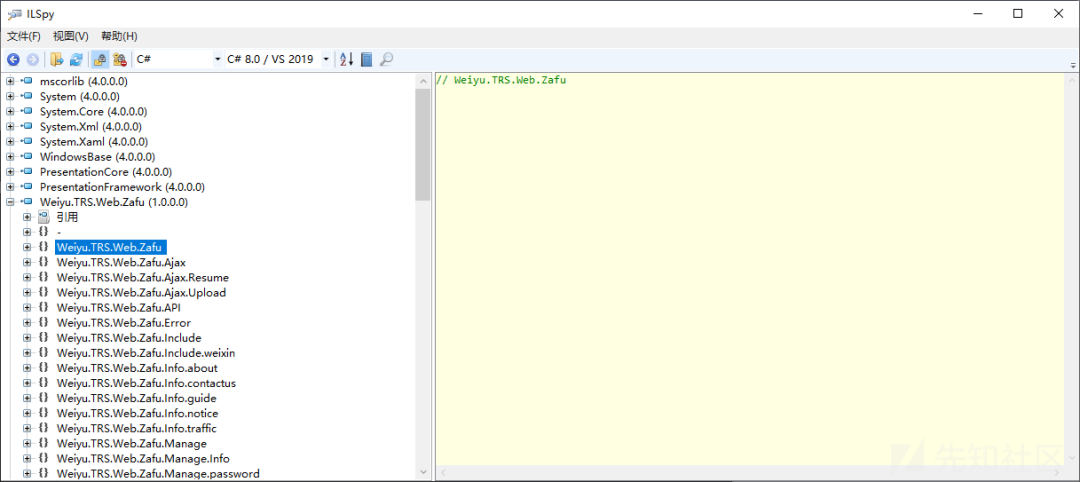 ILSpy
文件(F) 视图(V) 帮助(H)
C# C# 8.0 / VS 2019
mscorlib (4.0.0.0)
// Weiyu.TRS.Web.Zafu
System (4.0.0.0)
System.Core (4.0.0.0)
System.Xml (4.0.0.0)
System.Xaml (4.0.0.0)
WindowsBase (4.0.0.0)
PresentationCore (4.0.0.0)
PresentationFramework (4.0.0.0)
Weiyu.TRS.Web.Zafu (1.0.0.0)
引用
{} -
{} Weiyu.TRS.Web.Zafu
{} Weiyu.TRS.Web.Zafu.Ajax
{} Weiyu.TRS.Web.Zafu.Ajax.Resume
{} Weiyu.TRS.Web.Zafu.Ajax.Upload
{} Weiyu.TRS.Web.Zafu.API
{} Weiyu.TRS.Web.Zafu.Error
{} Weiyu.TRS.Web.Zafu.Include
{} Weiyu.TRS.Web.Zafu.Include.weixin
{} Weiyu.TRS.Web.Zafu.Info.about
{} Weiyu.TRS.Web.Zafu.Info.contactus
{} Weiyu.TRS.Web.Zafu.Info.guide
{} Weiyu.TRS.Web.Zafu.Info.notice
{} Weiyu.TRS.Web.Zafu.Info.traffic
{} Weiyu.TRS.Web.Zafu.Manage
{} Weiyu.TRS.Web.Zafu.Manage.Info
{} Weiyu.TRS.Web.Zafu.Manage.password
先知社区